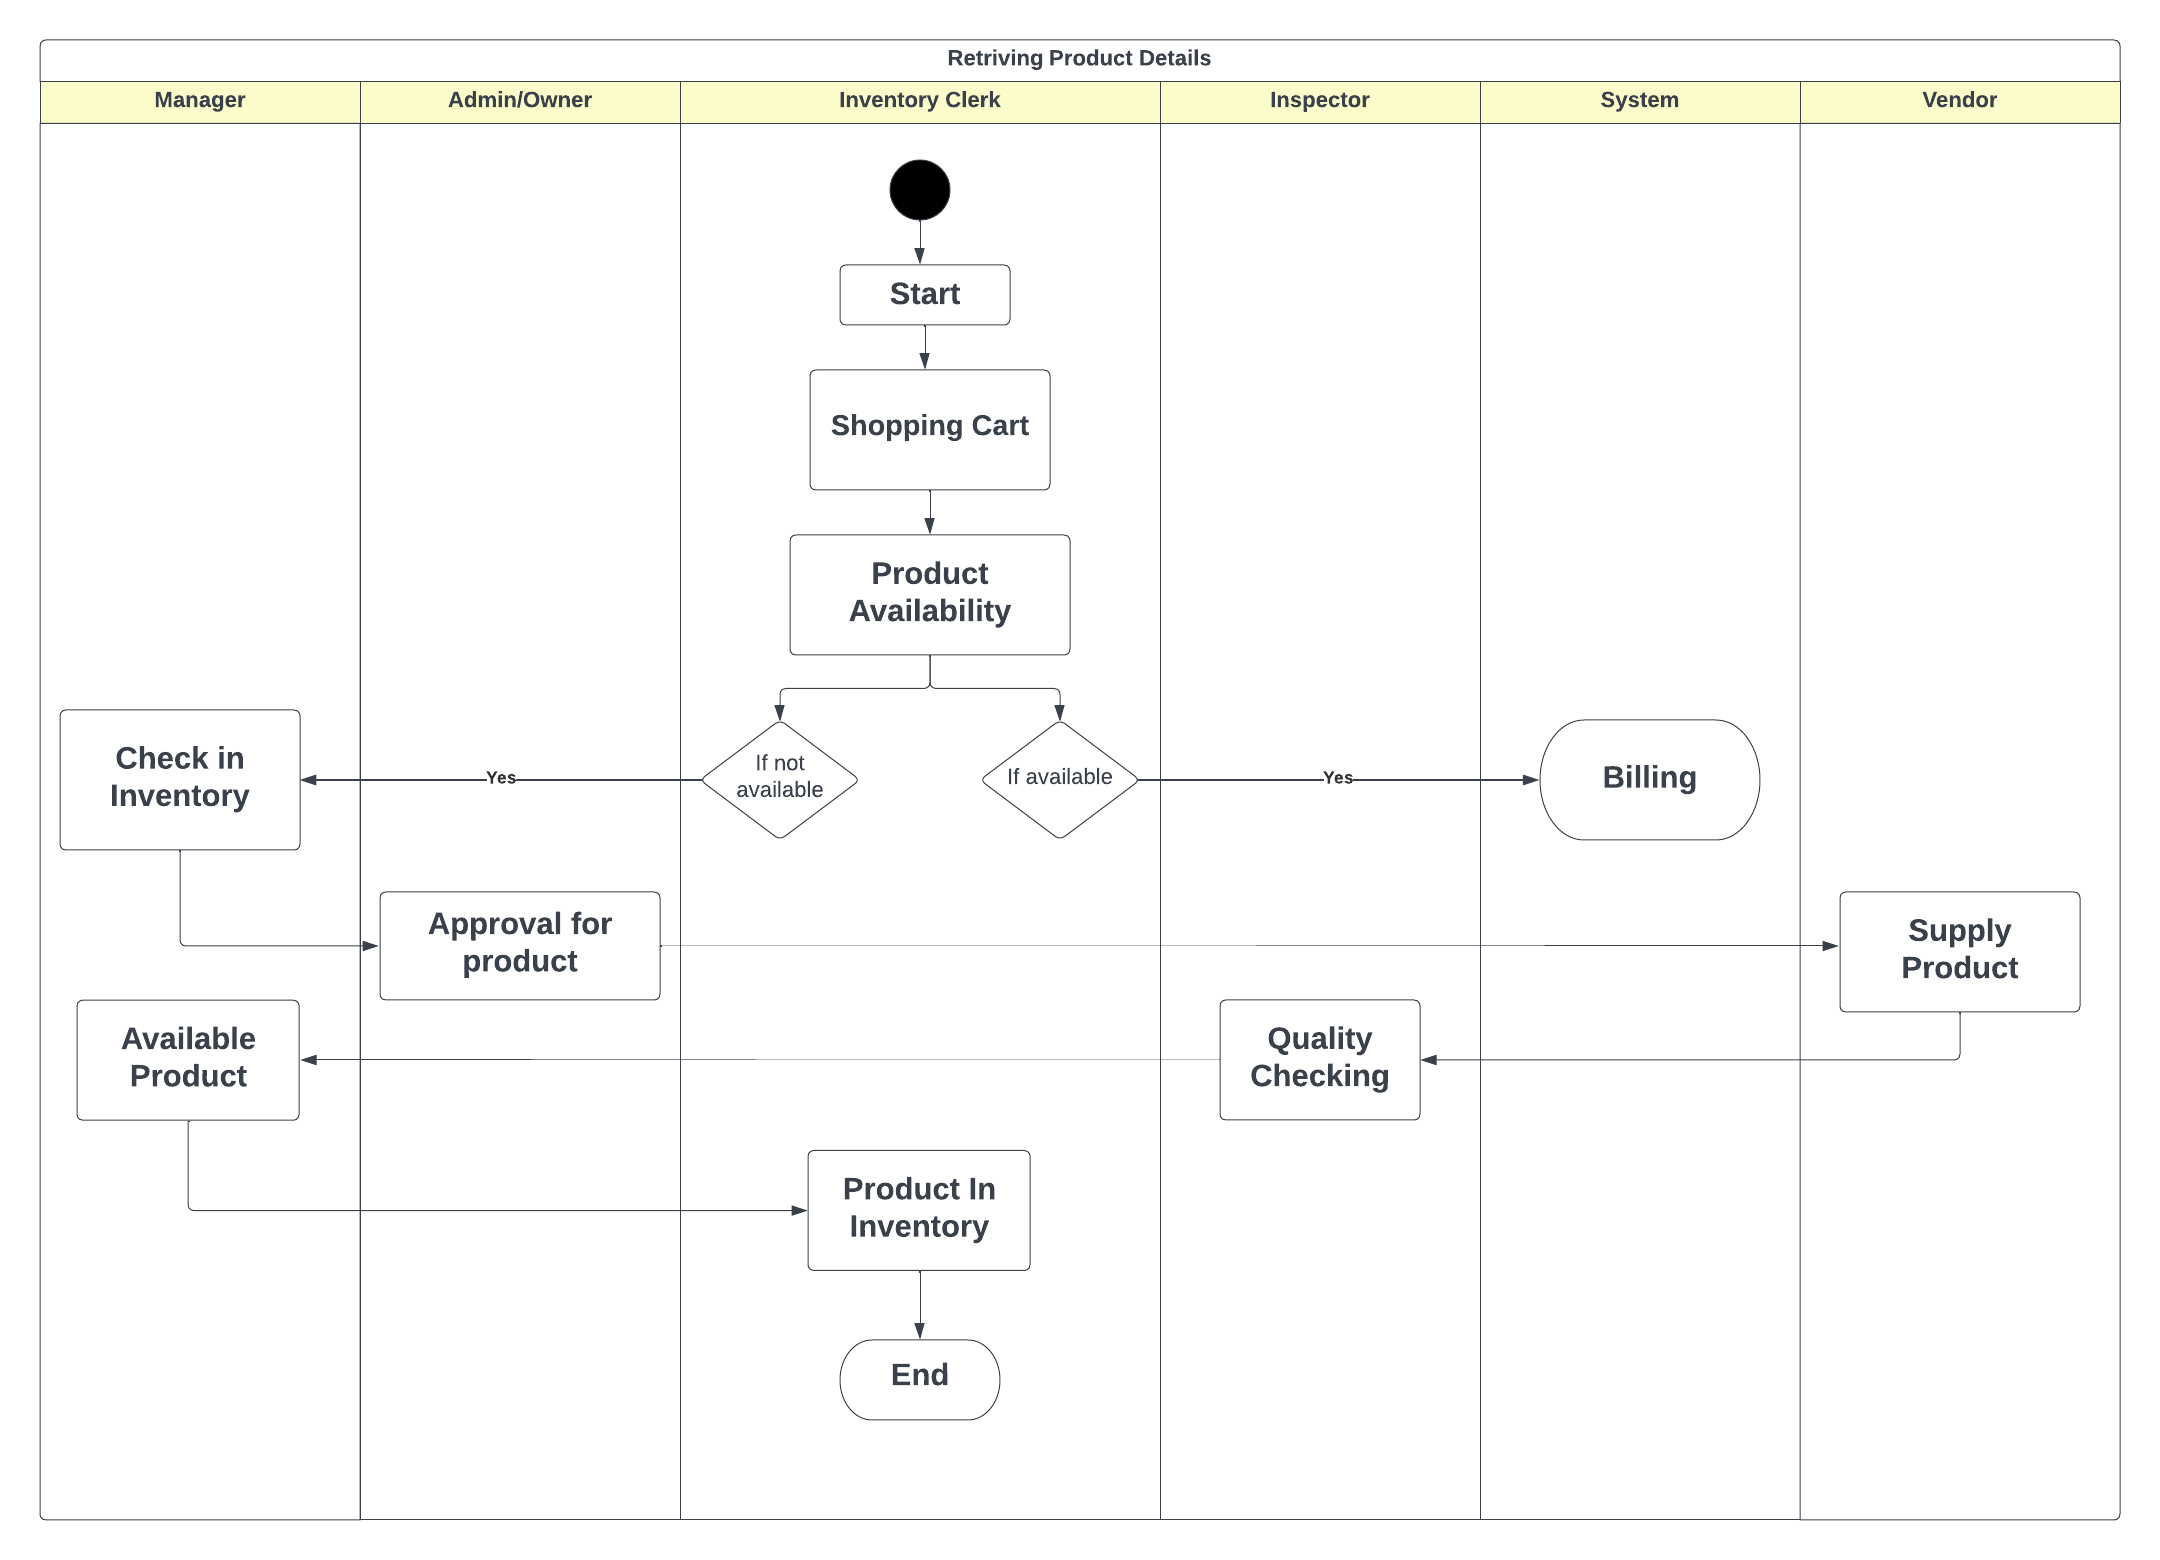 Retriving Product Details
Manager
Admin/Owner
Inventory Clerk
Inspector
System
Vendor
Start
Shopping Cart
Product
Availability
Check in
Inventory
Yes
If not
available
If available
Yes
Billing
Approval for
product
Supply
Product
Available
Product
Quality
Checking
Product In
Inventory
End